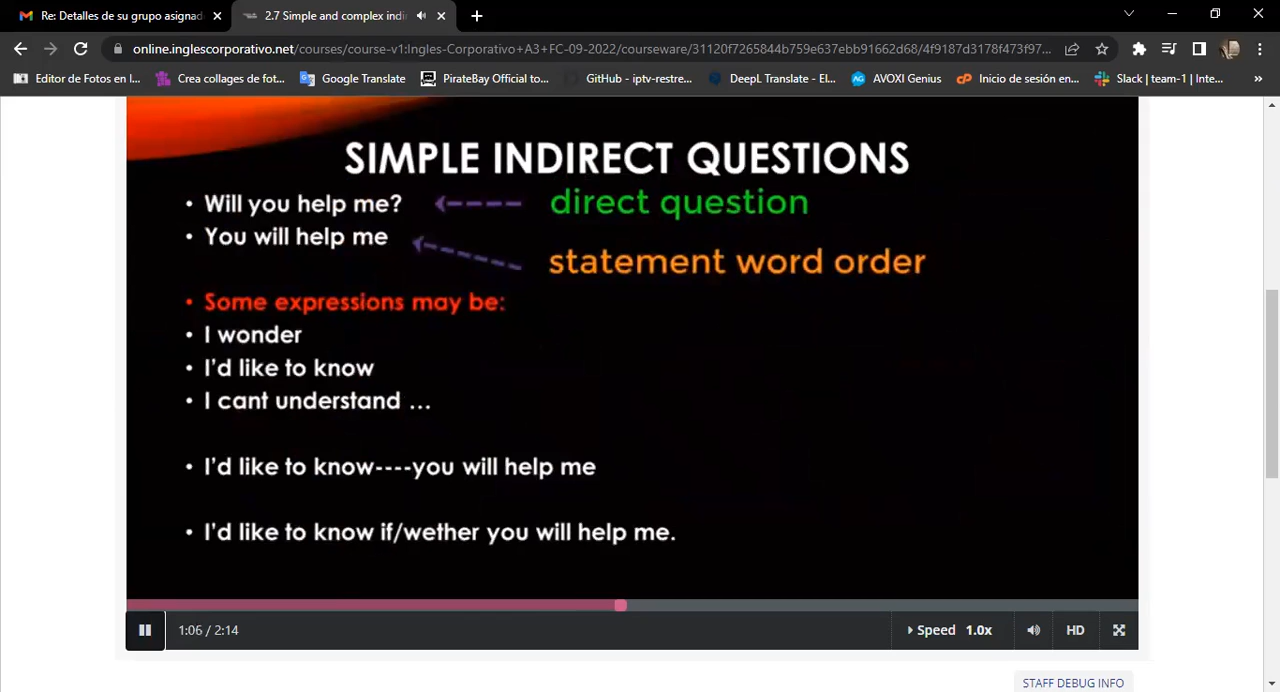 Re: Detalles de su grupo asignad
2.7 Simple and complex indi
online.inglescorporativo.net/courses/course-v1:Ingles-Corporativo+A3+FC-09-2022/courseware/31120f7265844b759e637ebb91662d68/4f9187d3178f473f97...
Editor de Fotos en l...
Crea collages de fot...
Google Translate
PirateBay Official to...
GitHub - iptv-restre...
DeepL Translate - El...
AVOXI Genius
Inicio de sesión en...
Slack | team-1 | Inte...
»
SIMPLE INDIRECT QUESTIONS
• Will you help me?
direct question
• You will help me
statement word order
• Some expressions may be:
• I wonder
• I'd like to know
• I cant understand ...
• I'd like to know----you will help me
• I'd like to know if/wether you will help me.
1:06 / 2:14
Speed 1.0x
HD
STAFF DEBUG INFO